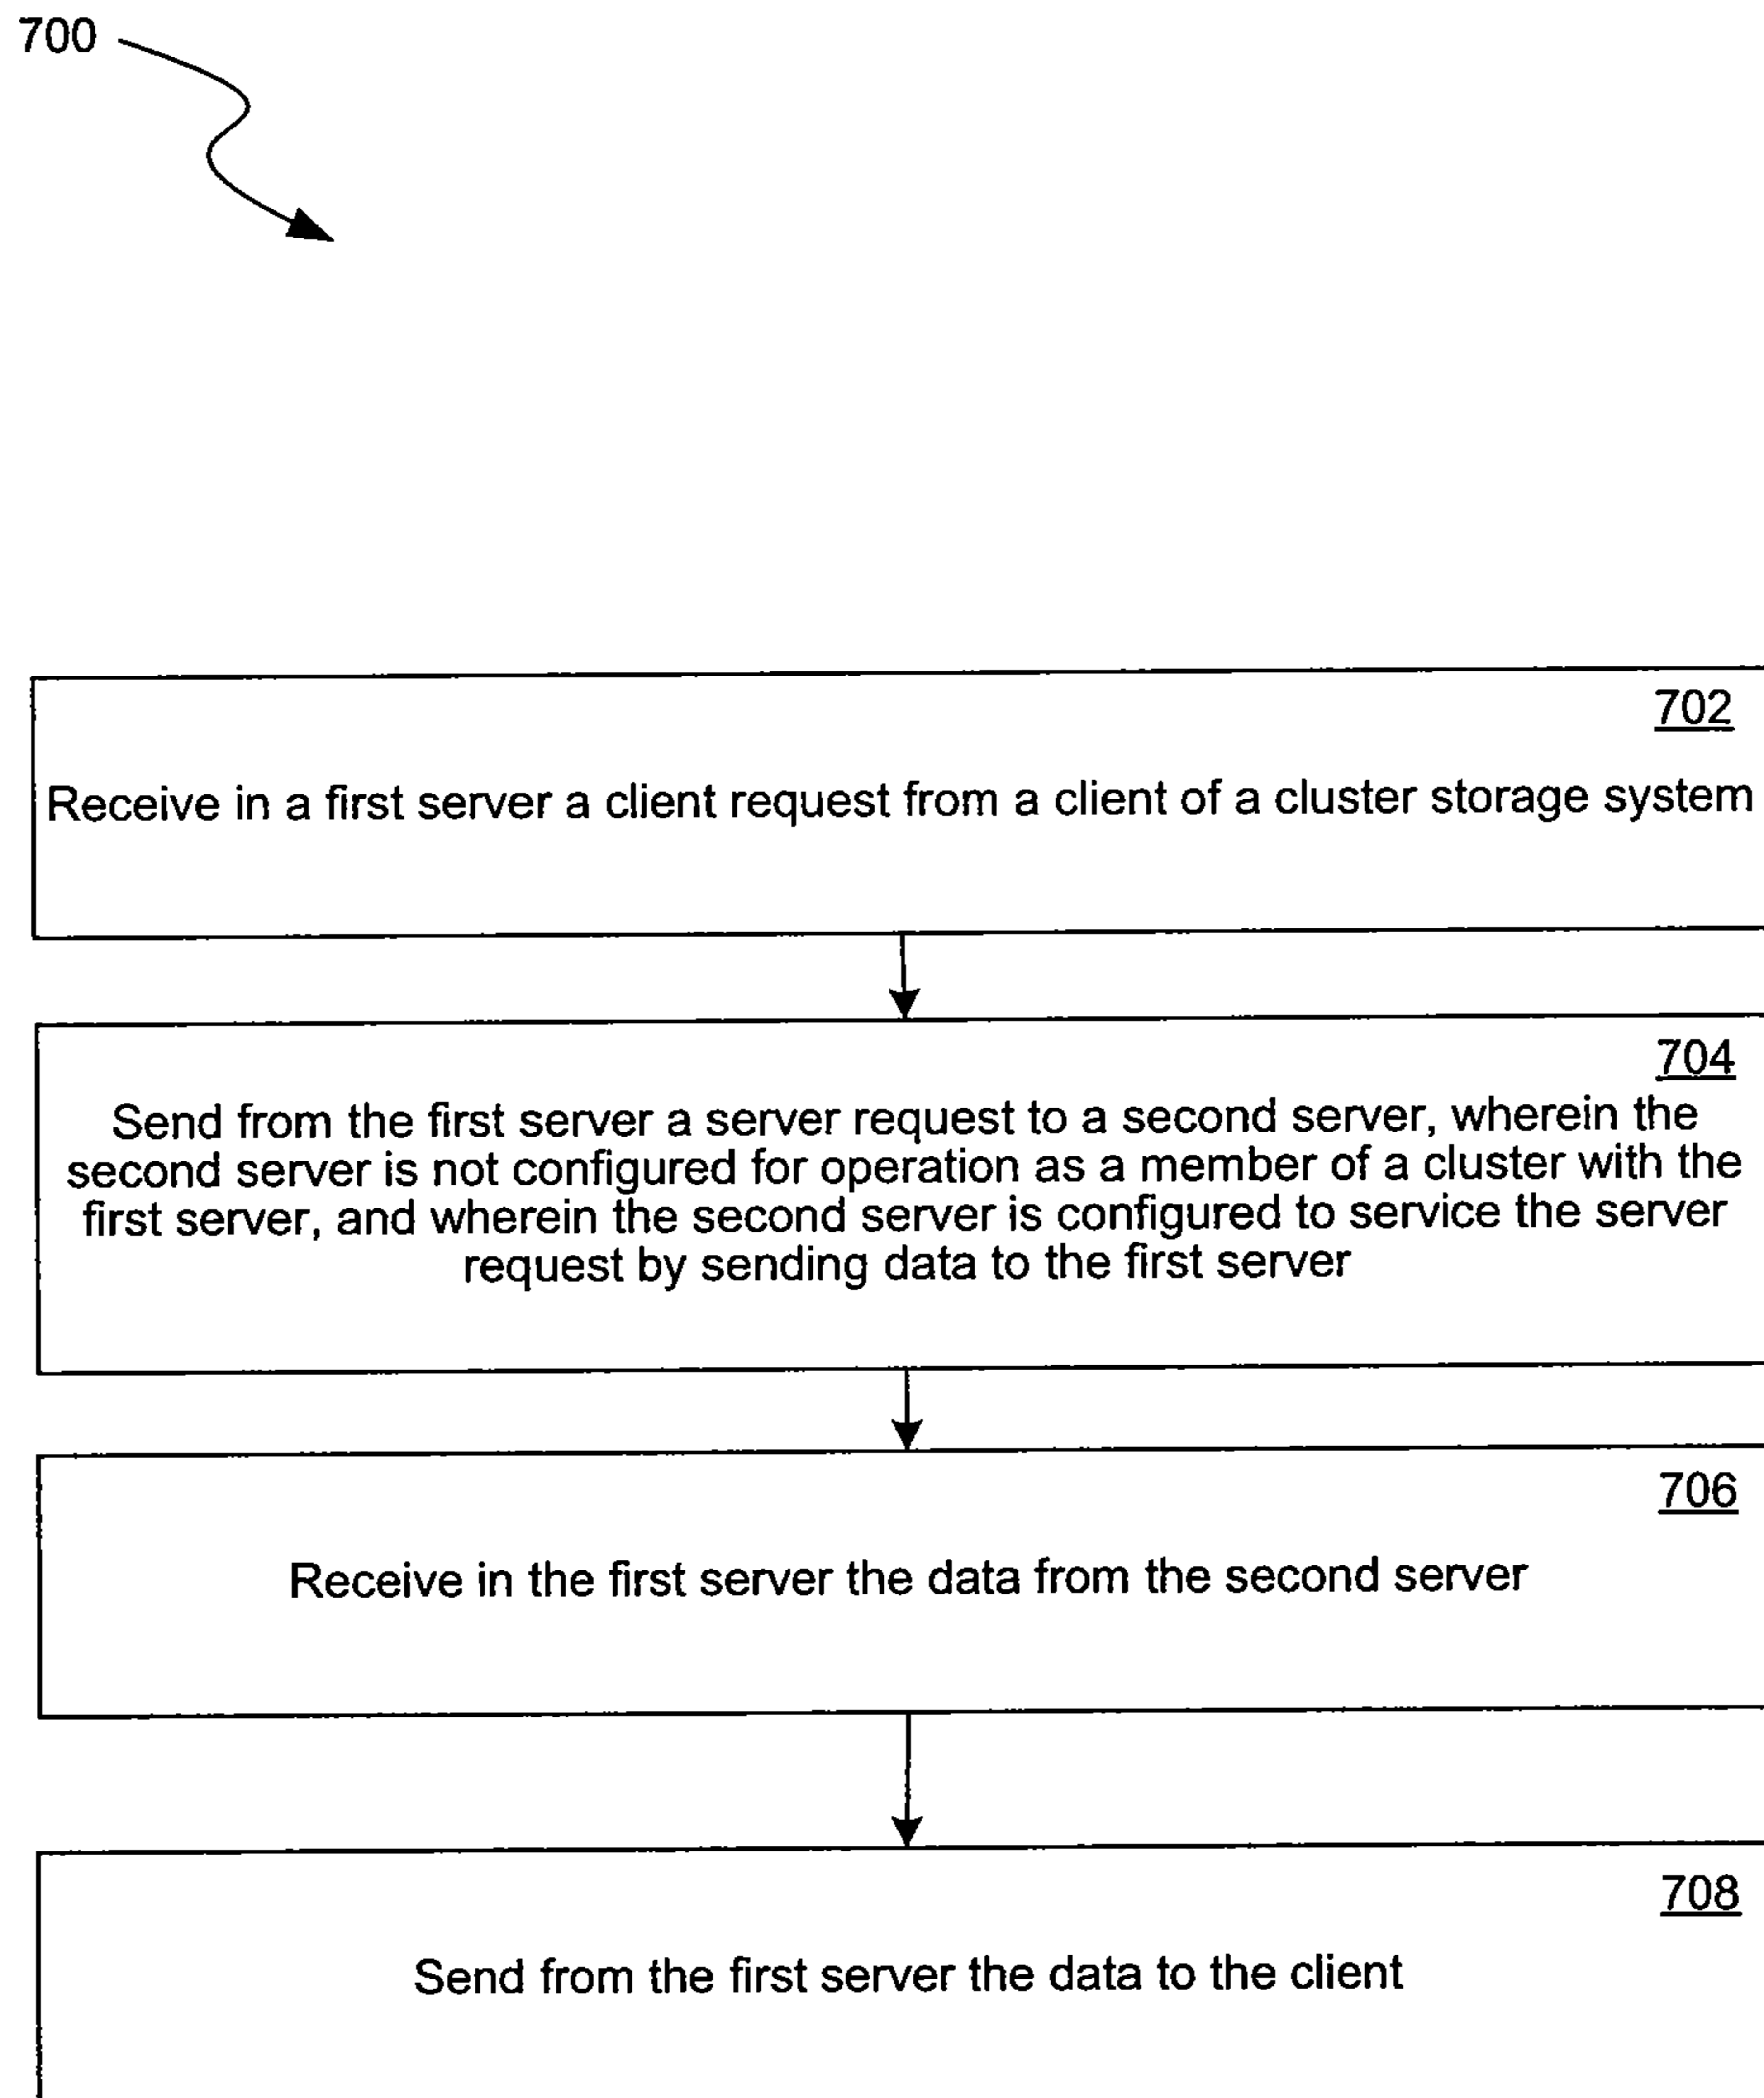 700
702
Receive in a first server a client request from a client of a cluster storage system
704
Send from the first server a server request to a second server, wherein the
second server is not configured for operation as a member of a cluster with the
first server, and wherein the second server is configured to service the server
request by sending data to the first server
706
Receive in the first server the data from the second server
708
Send from the first server the data to the client